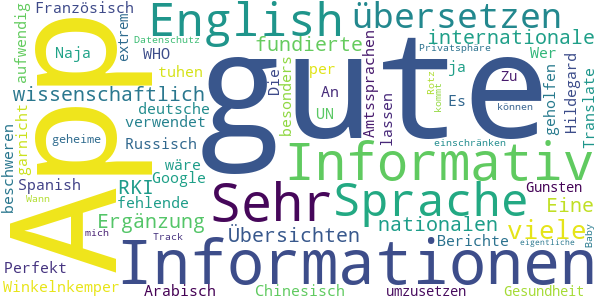 Französisch
English
übersetzen
aufwendig
App
extrem
Datenschutz
Naja
WHO
tuhen
fundierte
besonders
Die
per
internationale
Privatsphäre
Wer
ja
Zu
Rotz
kommt
gute
An
UN
Amtssprachen
lassen
Es
können
geholfen
Hildegard
Translate
wissenschaftlich
deutsche
verwendet
garnicht
geheime
Russisch
einschränken
beschweren
Spanish
Wann
RKI
wäre
Google
fehlende
Ergänzung
Sehr
Informativ
Sprache
Gunsten
Eine
nationalen
viele
mich
Track
Übersichten
Berichte
eigentliche
Baby
Perfekt
Informationen
Winkelnkemper
Arabisch
Chinesisch
umzusetzen
Gesundheit